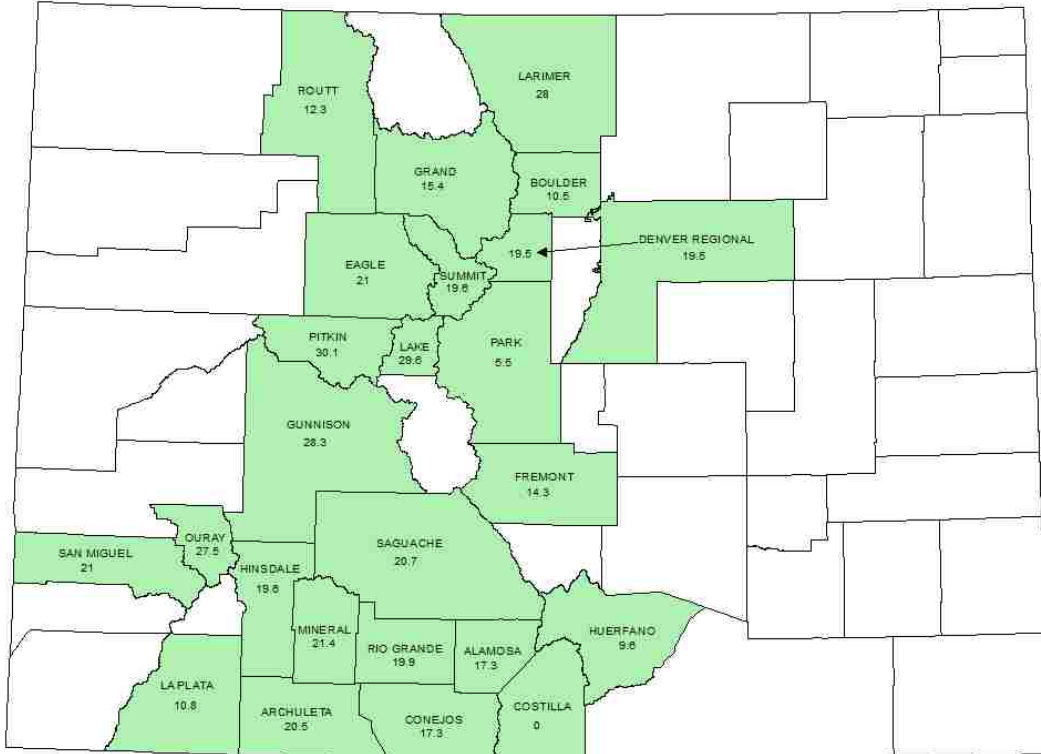 ROUTT
12.3
LARIMER
28
GRAND
15.4
BOULDER
10.5
19.5
DENVER REGIONAL
19.5
EAGLE
21
SUMMIT
19.6
PITKIN
30.1
LAKE
29.6
PARK
5.5
GUNNISON
28.3
FREMONT
14.3
OURAY
27.5
SAN MIGUEL
21
HINSDALE
19.6
SAGUACHE
20.7
MINERAL
21.4
RIO GRANDE
19.9
ALAMOSA
17.3
HUERFANO
9.6
LA PLATA
10.8
ARCHULETA
20.5
CONEJOS
17.3
COSTILLA
0